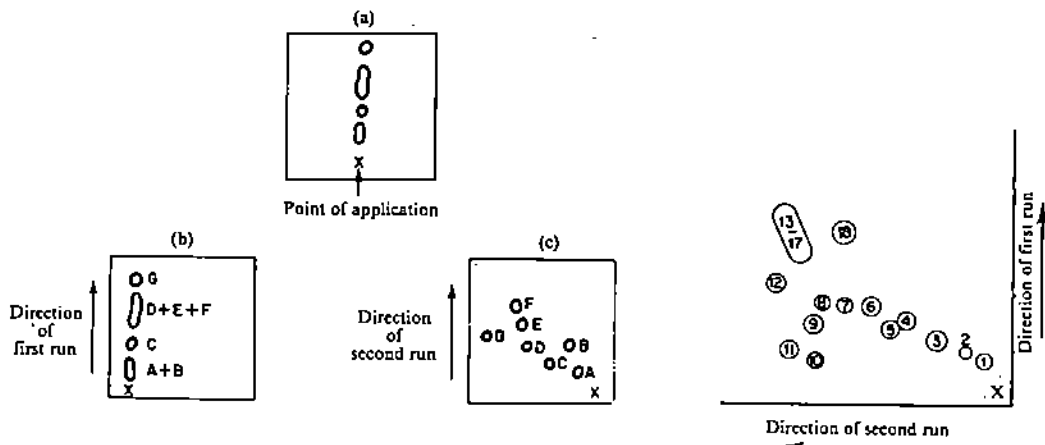 (a)
X
Point of application
(b)
G
D+E+F
C
A+B
X
Direction
of
first run
(c)
F
E
G
D
B
C
A
X
Direction
of
second run
13
17
18
12
8
7
6
9
5
4
3
2
1
11
10
X
Direction of first run
Direction of second run